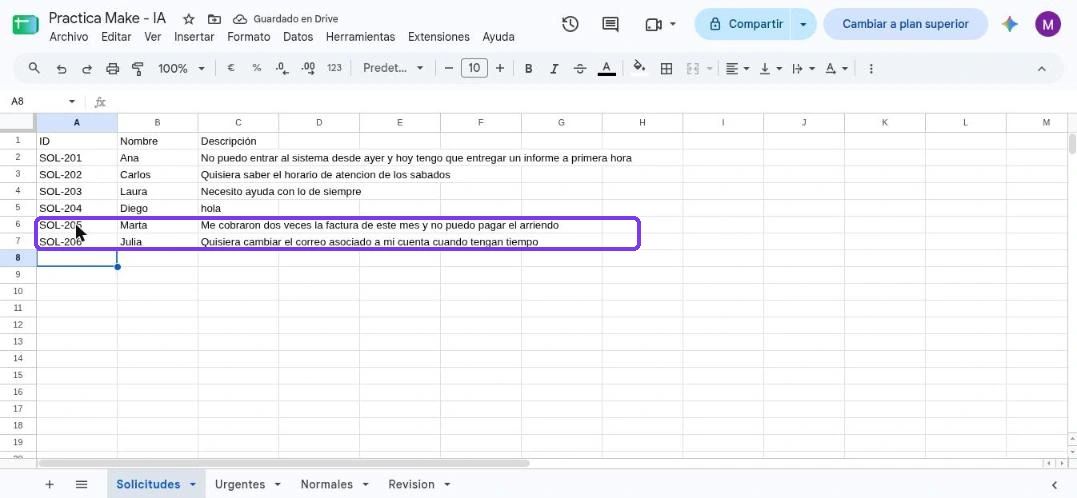 Practica Make - IA
Guardado en Drive
Archivo Editar Ver Insertar Formato Datos Herramientas Extensiones Ayuda
Compartir
Cambiar a plan superior
M
100% € % .0 .00 123 Predet... 10 B I S A
A8 fx
A B C D E F G H I J K L M
1 ID Nombre Descripción
2 SOL-201 Ana No puedo entrar al sistema desde ayer y hoy tengo que entregar un informe a primera hora
3 SOL-202 Carlos Quisiera saber el horario de atencion de los sabados
4 SOL-203 Laura Necesito ayuda con lo de siempre
5 SOL-204 Diego hola
6 SOL-205 Marta Me cobraron dos veces la factura de este mes y no puedo pagar el arriendo
7 SOL-206 Julia Quisiera cambiar el correo asociado a mi cuenta cuando tengan tiempo
8
9
10
11
12
13
14
15
16
17
18
19
Solicitudes Urgentes Normales Revision